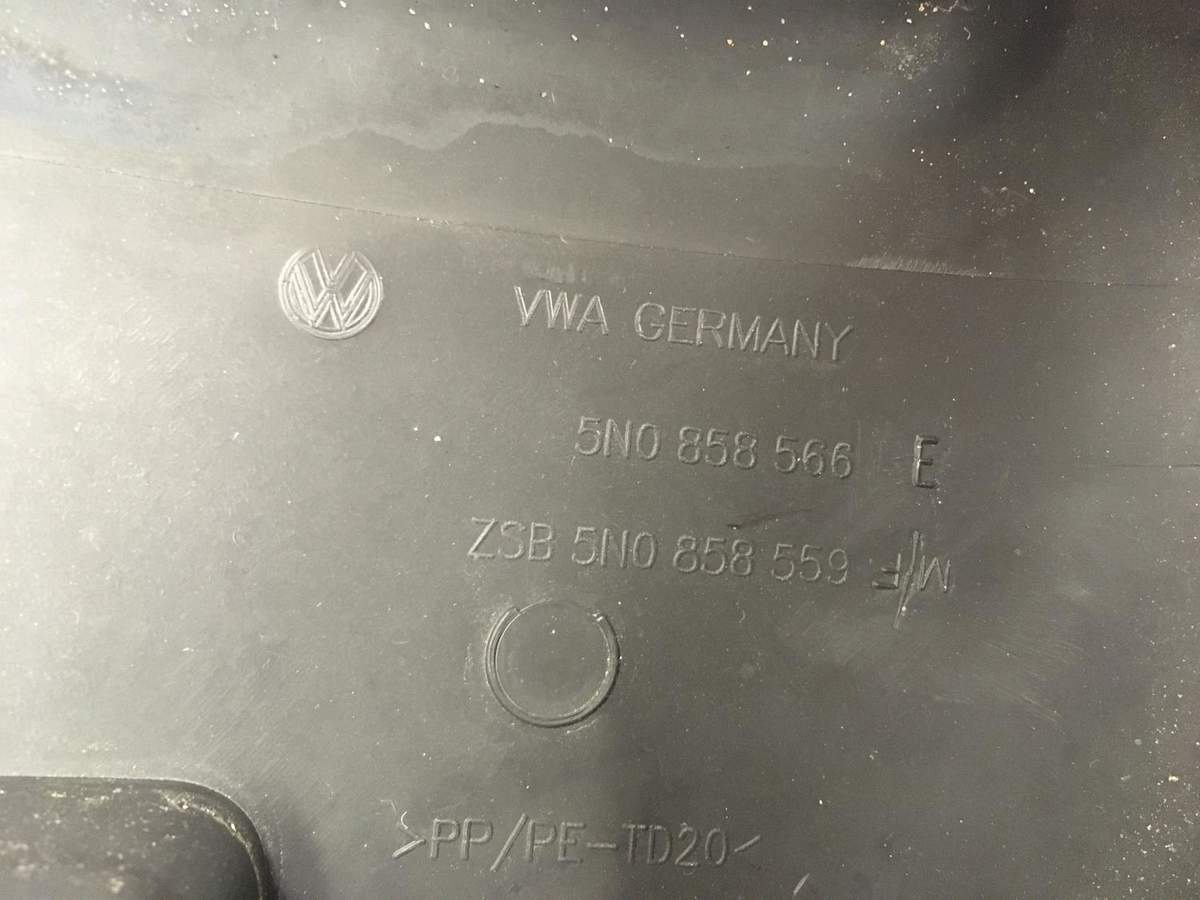 VWA GERMANY
5N0 858 566 E
ZSB 5N0 858 559 F/M
>PP/PE-TD20<